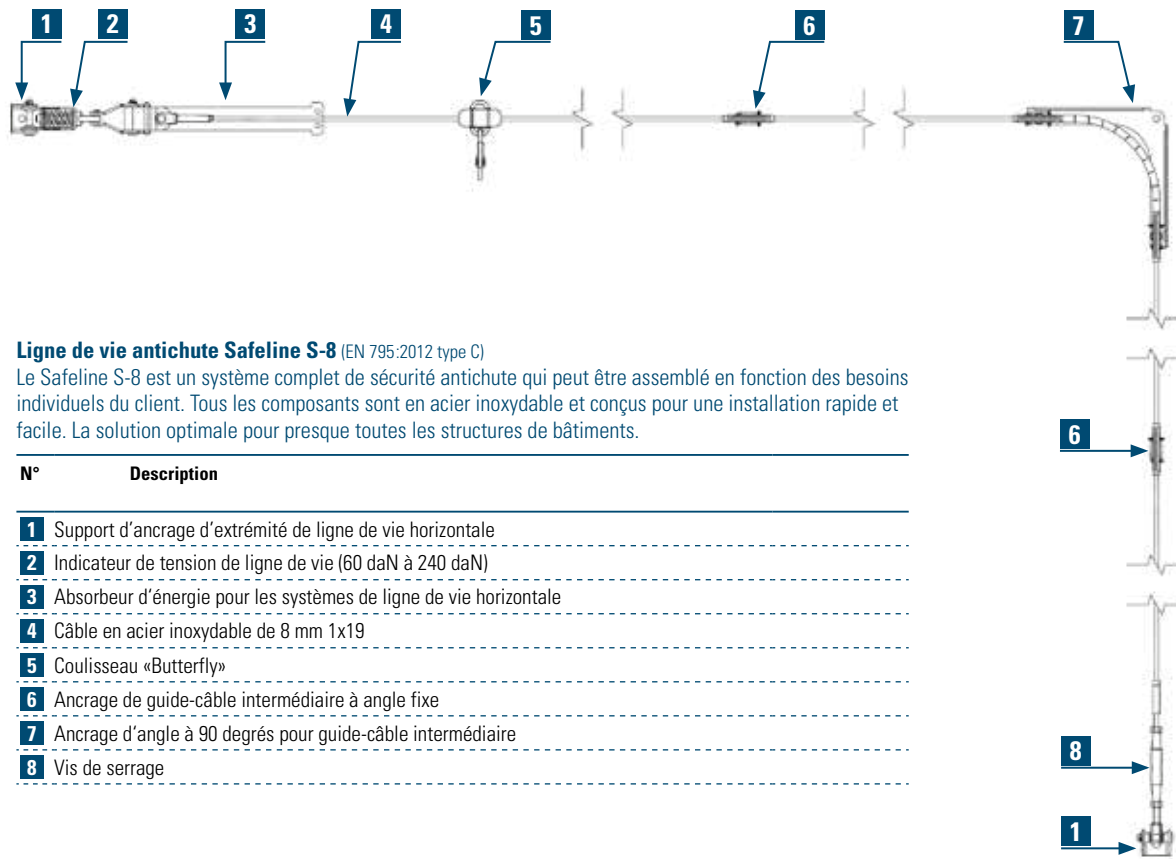 1 2 3 4 5 6 7
Ligne de vie antichute Safeline S-8 (EN 795:2012 type C)
Le Safeline S-8 est un système complet de sécurité antichute qui peut être assemblé en fonction des besoins
individuels du client. Tous les composants sont en acier inoxydable et conçus pour une installation rapide et
facile. La solution optimale pour presque toutes les structures de bâtiments.
6
N° Description
1 Support d’ancrage d’extrémité de ligne de vie horizontale
2 Indicateur de tension de ligne de vie (60 daN à 240 daN)
3 Absorbeur d’énergie pour les systèmes de ligne de vie horizontale
4 Câble en acier inoxydable de 8 mm 1x19
5 Coulisseau «Butterfly»
6 Ancrage de guide-câble intermédiaire à angle fixe
7 Ancrage d’angle à 90 degrés pour guide-câble intermédiaire
8 Vis de serrage
8
1